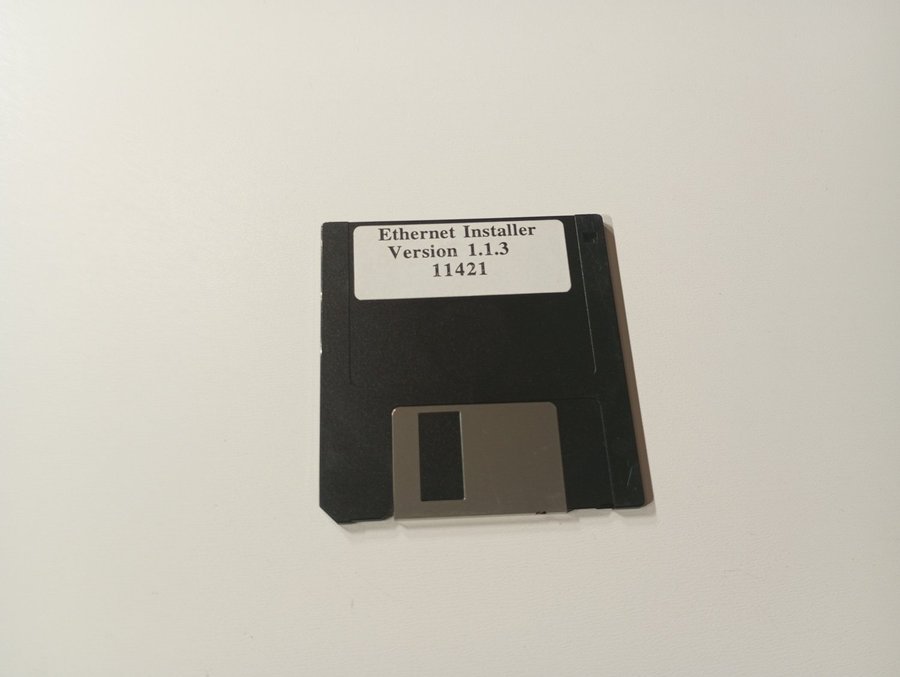 Ethernet Installer
Version 1.1.3
11421